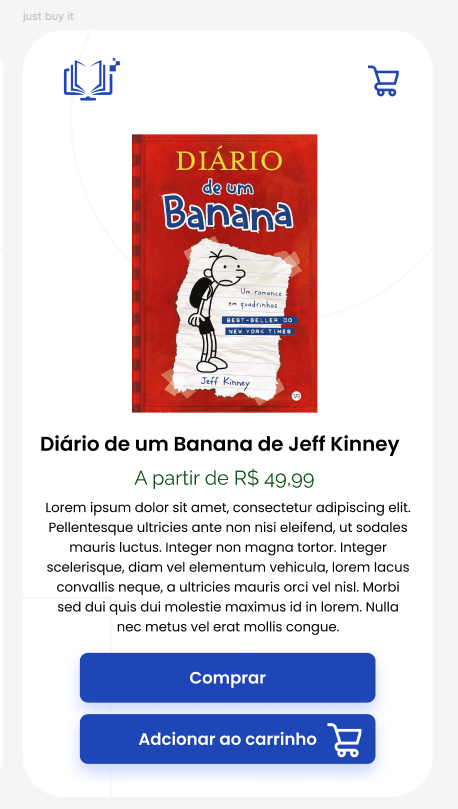 just buy it
DIÁRIO
de um
Banana
Um romance
em quadrinhos
BEST-SELLER DO
NEW YORK TIMES
Jeff Kinney
Diário de um Banana de Jeff Kinney
A partir de R$ 49,99
Lorem ipsum dolor sit amet, consectetur adipiscing elit.
Pellentesque ultricies ante non nisi eleifend, ut sodales
mauris luctus. Integer non magna tortor. Integer
scelerisque, diam vel elementum vehicula, lorem lacus
convallis neque, a ultricies mauris orci vel nisl. Morbi
sed dui quis dui molestie maximus id in lorem. Nulla
nec metus vel erat mollis congue.
Comprar
Adcionar ao carrinho